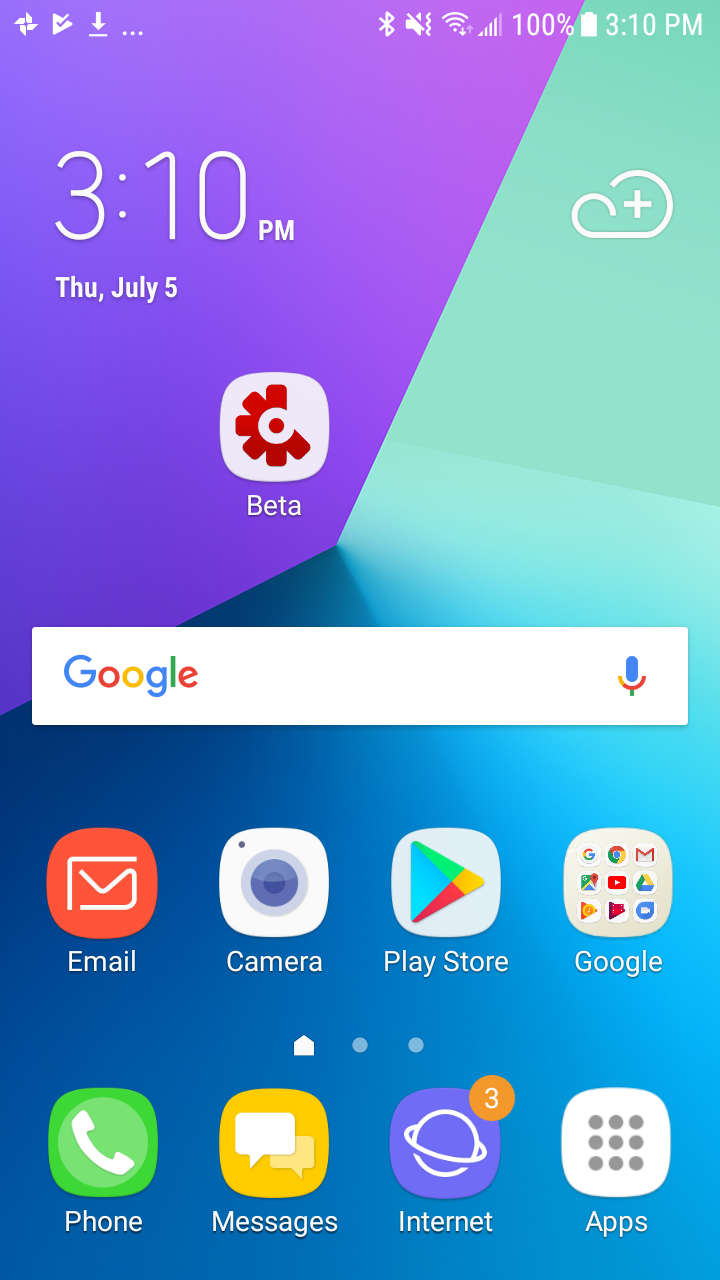 ... 100% 3:10 PM
3:10 PM
Thu, July 5
Beta
Google
Email Camera Play Store Google
3
Phone Messages Internet Apps